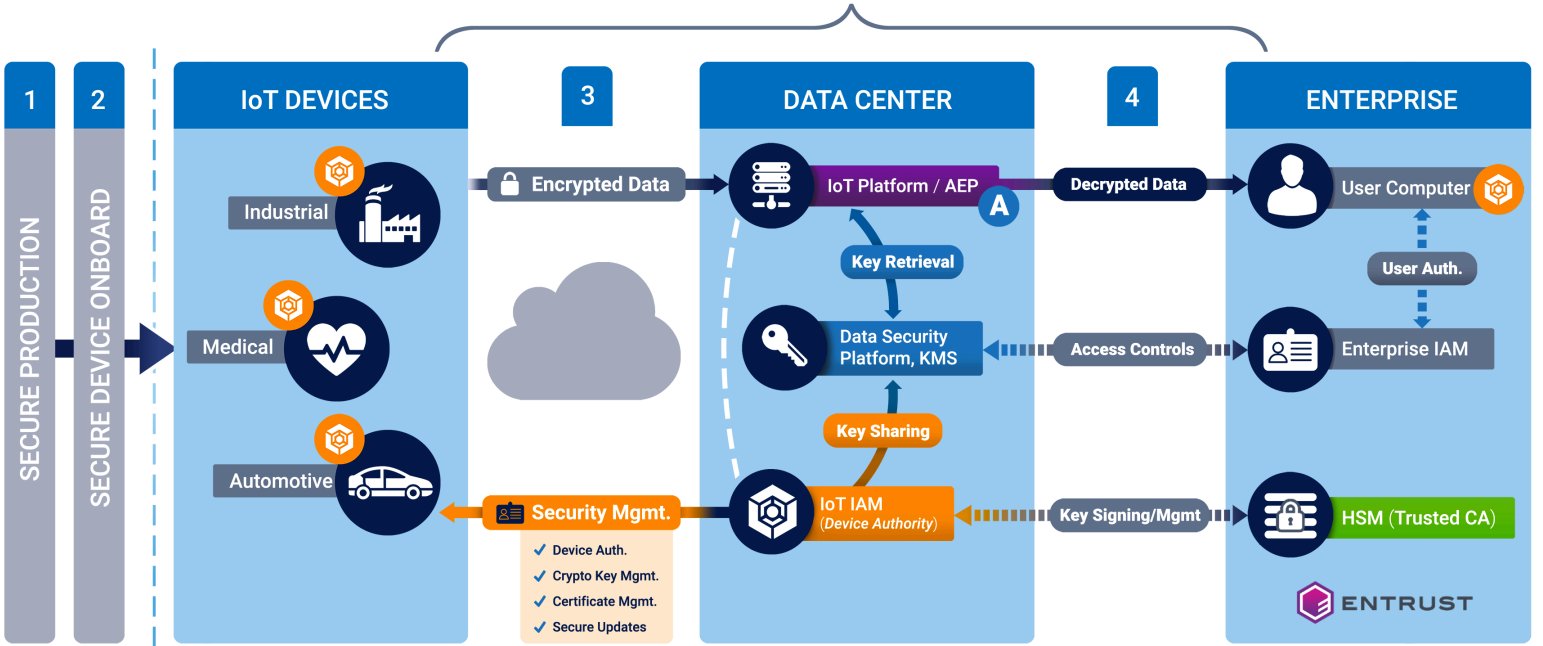 1
SECURE PRODUCTION
2
SECURE DEVICE ONBOARD
IoT DEVICES
Industrial
Medical
Automotive
3
Encrypted Data
Security Mgmt.
Device Auth.
Crypto Key Mgmt.
Certificate Mgmt.
Secure Updates
DATA CENTER
IoT Platform / AEP
A
Key Retrieval
Data Security
Platform, KMS
Key Sharing
IoT IAM
(Device Authority)
4
Decrypted Data
Access Controls
Key Signing/Mgmt
ENTERPRISE
User Computer
User Auth.
Enterprise IAM
HSM (Trusted CA)
ENTRUST